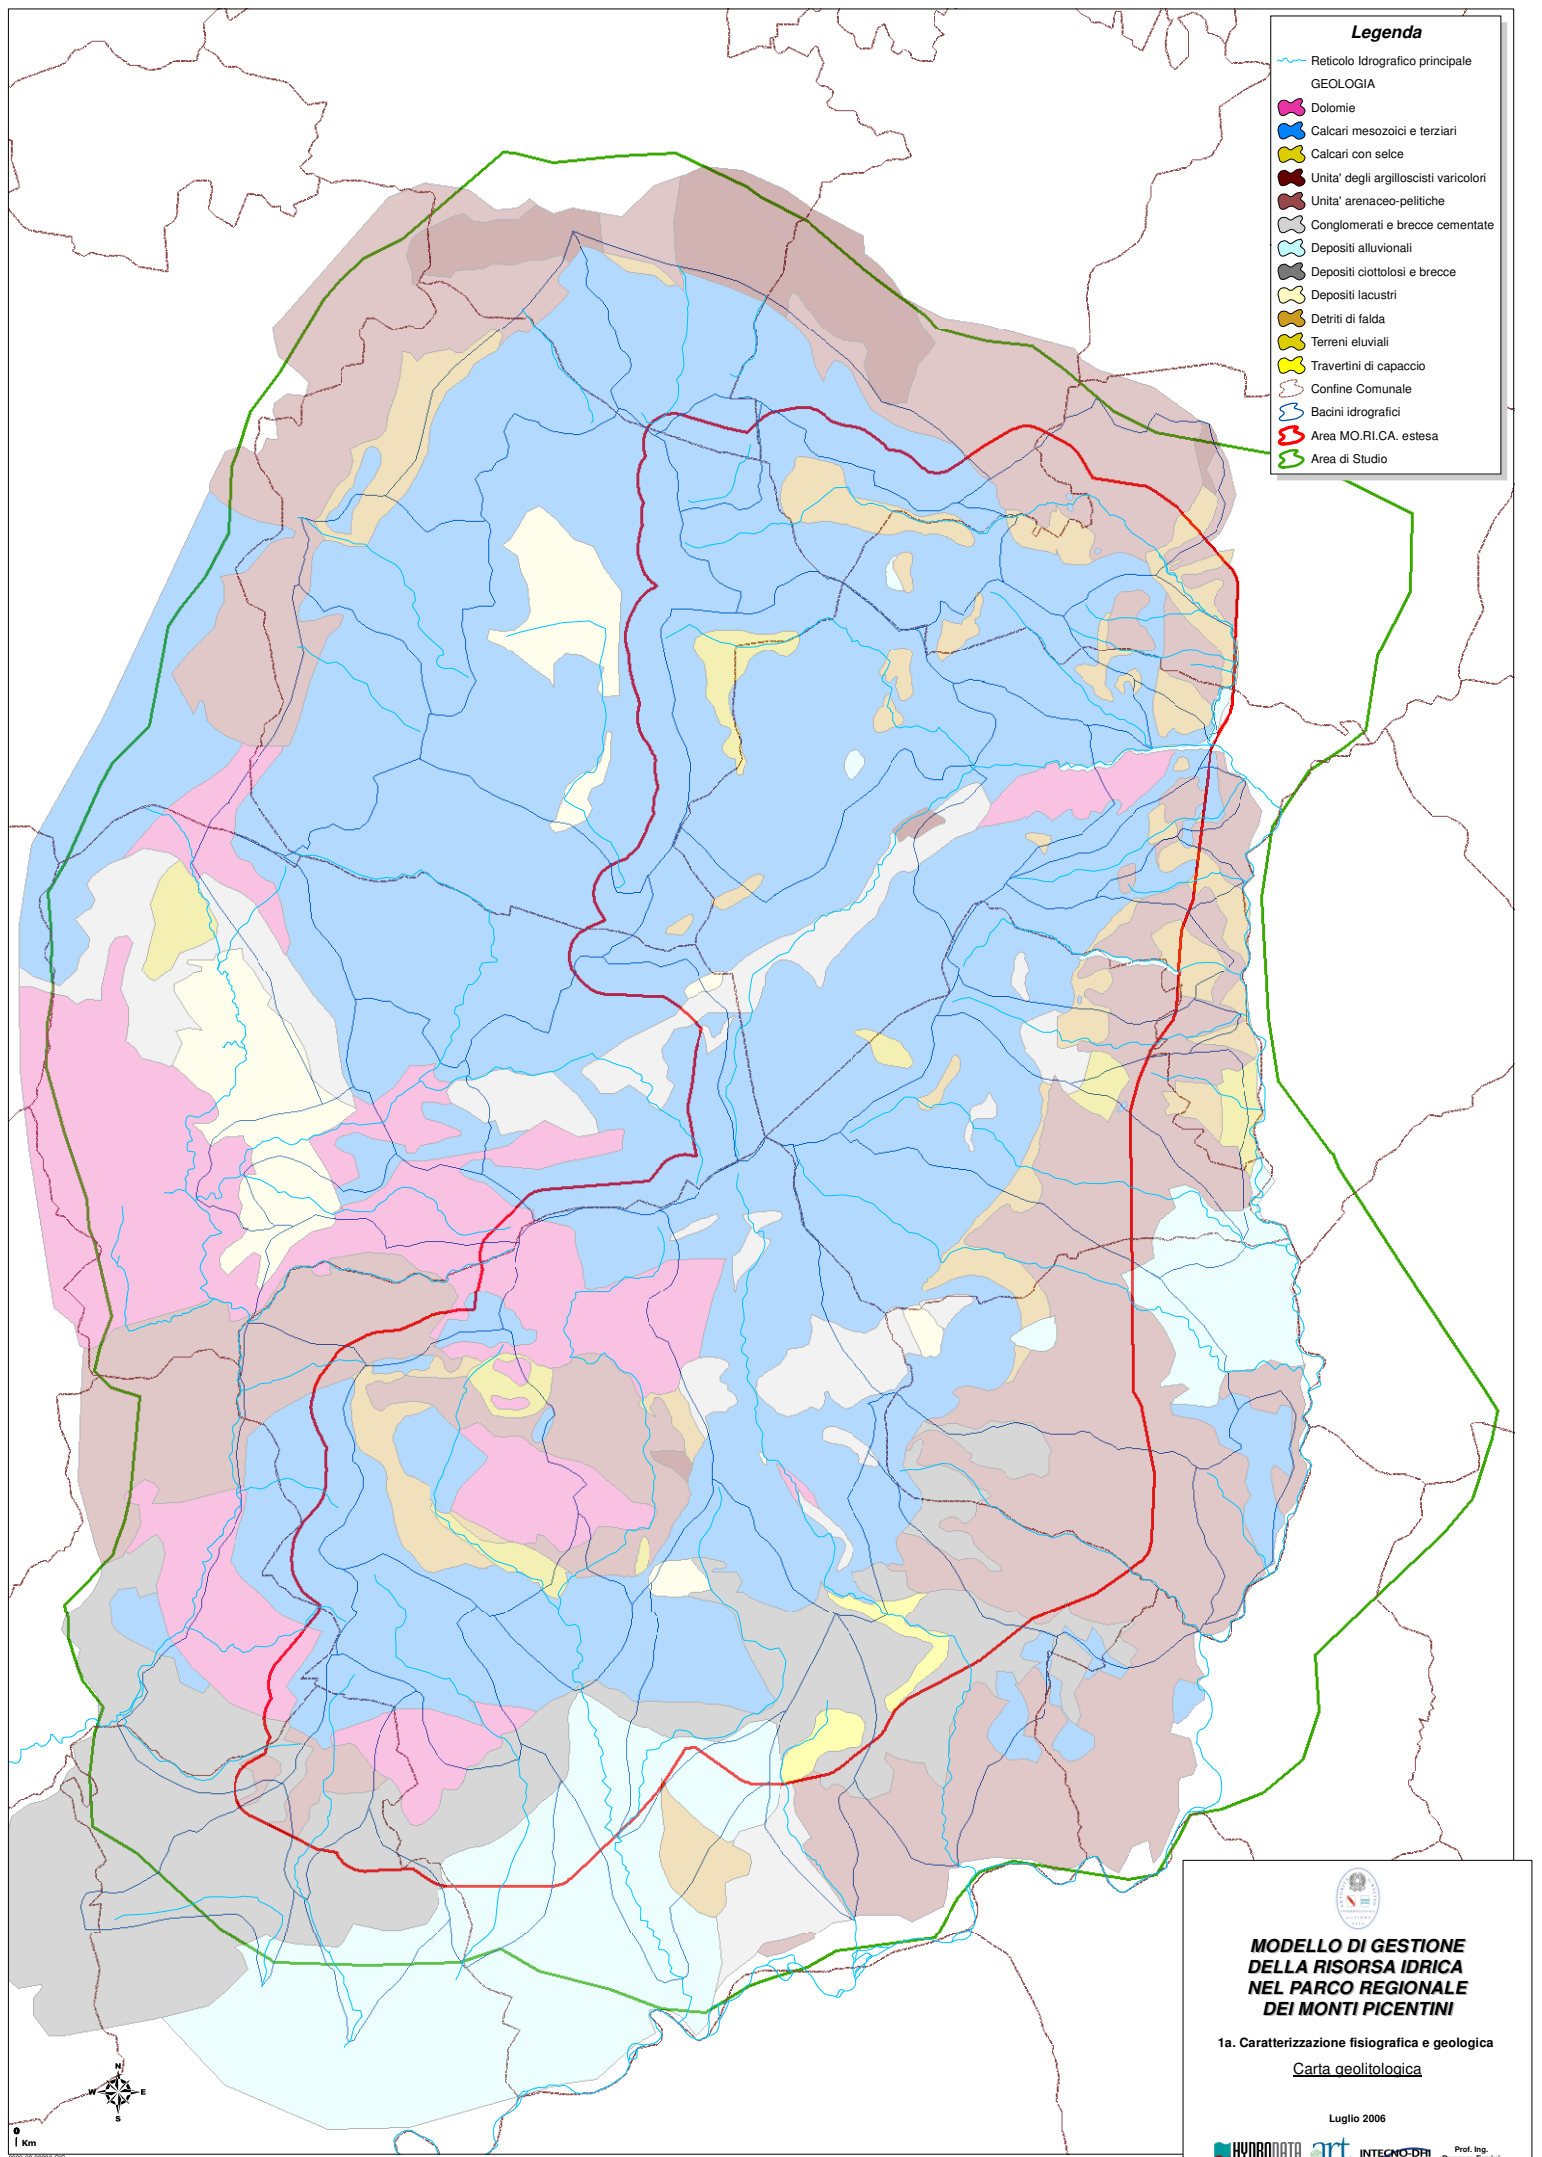 Legenda
Reticolo Idrografico principale
GEOLOGIA
Dolomie
Calcari mesozoici e terziari
Calcari con selce
Unita' degli argilloscisti varicolori
Unita' arenaceo-pelitiche
Conglomerati e brecce cementate
Depositi alluvionali
Depositi ciottolosi e brecce
Depositi lacustri
Detriti di falda
Terreni eluviali
Travertini di capaccio
Confine Comunale
Bacini idrografici
Area MO.RI.CA. estesa
Area di Studio
MODELLO DI GESTIONE
DELLA RISORSA IDRICA
NEL PARCO REGIONALE
DEI MONTI PICENTINI
1a. Caratterizzazione fisiografica e geologica
Carta geolitologica
Luglio 2006
N
W E
S
0
Km
HYDRODATA art INTECNO-DHI Prof. Ing.